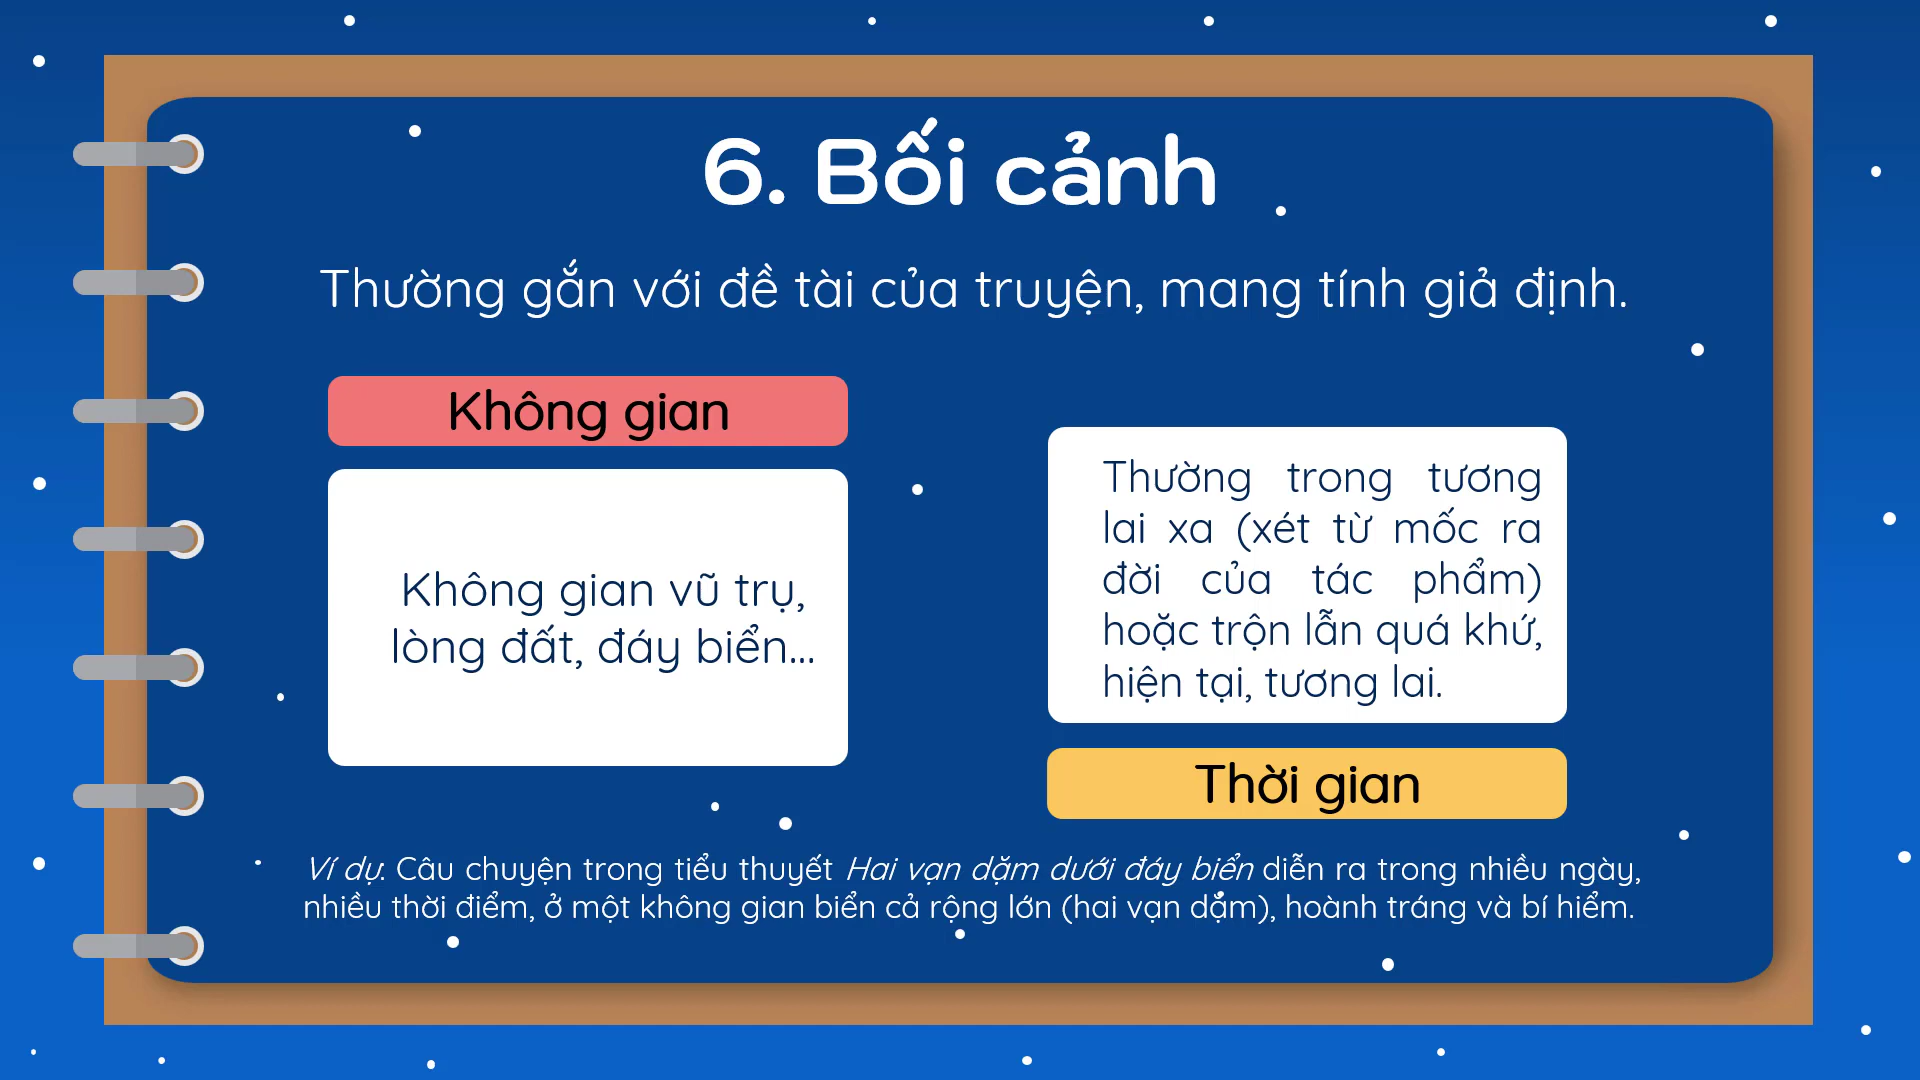 6. Bối cảnh
Thường gắn với đề tài của truyện, mang tính giả định.
Không gian
Không gian vũ trụ,
lòng đất, đáy biển...
Thường trong tương
lai xa (xét từ mốc ra
đời của tác phẩm)
hoặc trộn lẫn quá khứ,
hiện tại, tương lai.
Thời gian
Ví dụ: Câu chuyện trong tiểu thuyết Hai vạn dặm dưới đáy biển diễn ra trong nhiều ngày,
nhiều thời điểm, ở một không gian biển cả rộng lớn (hai vạn dặm), hoành tráng và bí hiểm.